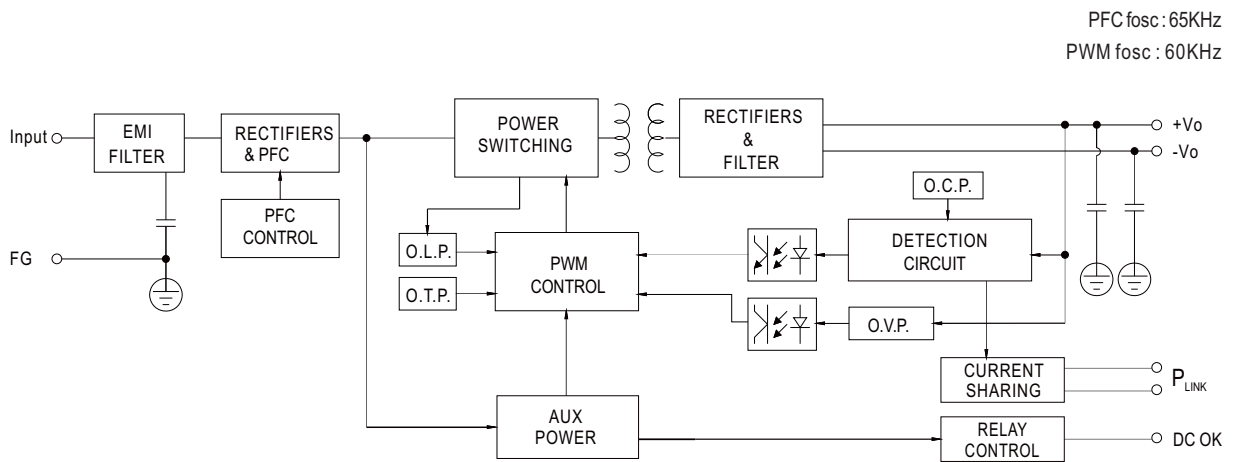 PFC fosc : 65KHz
PWM fosc : 60KHz
Input
EMI
FILTER
RECTIFIERS
& PFC
POWER
SWITCHING
RECTIFIERS
&
FILTER
+Vo
-Vo
PFC
CONTROL
O.C.P.
FG
O.L.P.
O.T.P.
PWM
CONTROL
DETECTION
CIRCUIT
O.V.P.
CURRENT
SHARING
PLINK
AUX
POWER
RELAY
CONTROL
DC OK